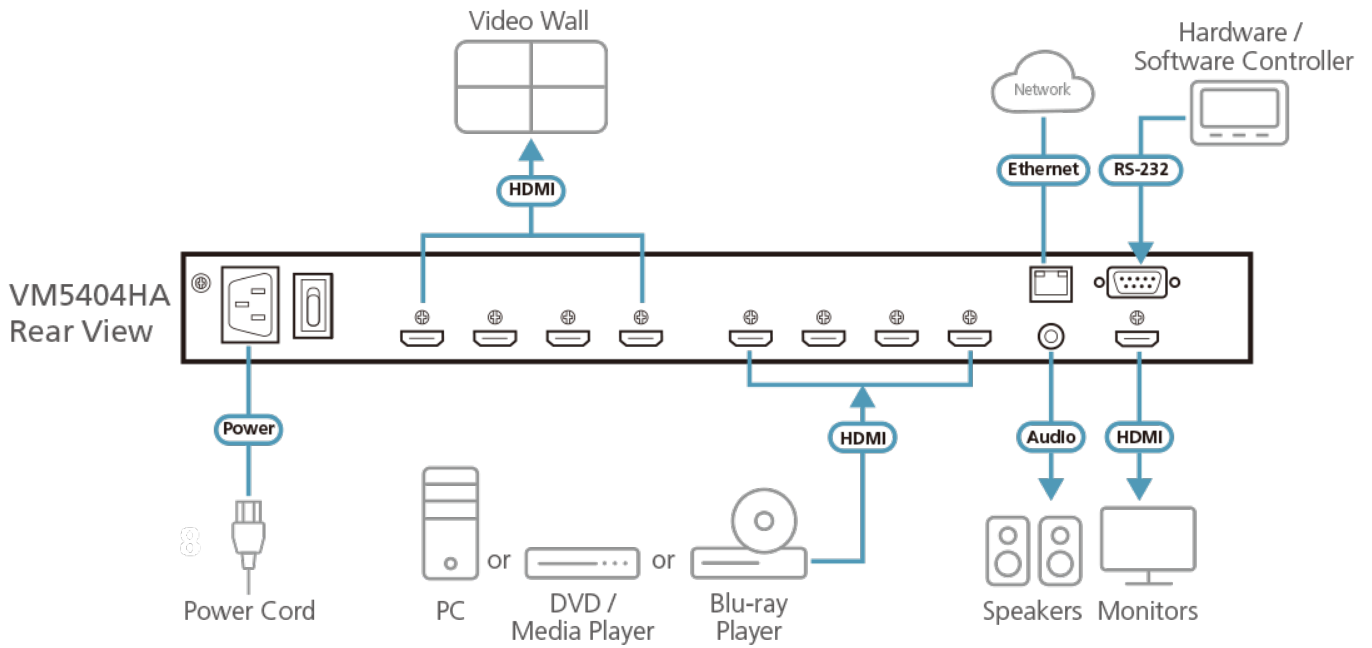 Video Wall
Hardware /
Software Controller
Network
HDMI
Ethernet
RS-232
VM5404HA
Rear View
Power
HDMI
Audio
HDMI
8
or
or
Power Cord
PC
DVD /
Media Player
Blu-ray
Player
Speakers
Monitors